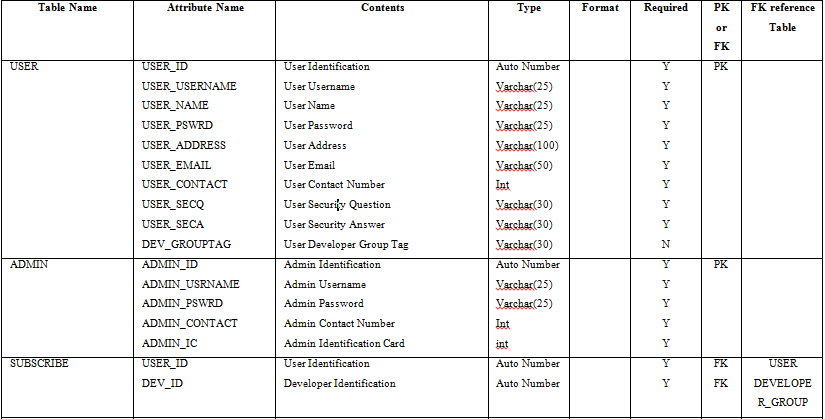 Table Name Attribute Name Contents Type Format Required PK or FK FK reference Table
USER USER_ID User Identification Auto Number Y PK
USER_USERNAME User Username Varchar(25) Y
USER_NAME User Name Varchar(25) Y
USER_PSWRD User Password Varchar(25) Y
USER_ADDRESS User Address Varchar(100) Y
USER_EMAIL User Email Varchar(50) Y
USER_CONTACT User Contact Number Int Y
USER_SECQ User Security Question Varchar(30) Y
USER_SECA User Security Answer Varchar(30) Y
DEV_GROUPTAG User Developer Group Tag Varchar(30) N
ADMIN ADMIN_ID Admin Identification Auto Number Y PK
ADMIN_USRNAME Admin Username Varchar(25) Y
ADMIN_PSWRD Admin Password Varchar(25) Y
ADMIN_CONTACT Admin Contact Number Int Y
ADMIN_IC Admin Identification Card int Y
SUBSCRIBE USER_ID User Identification Auto Number Y FK USER
DEV_ID Developer Identification Auto Number Y FK DEVELOPE
R_GROUP